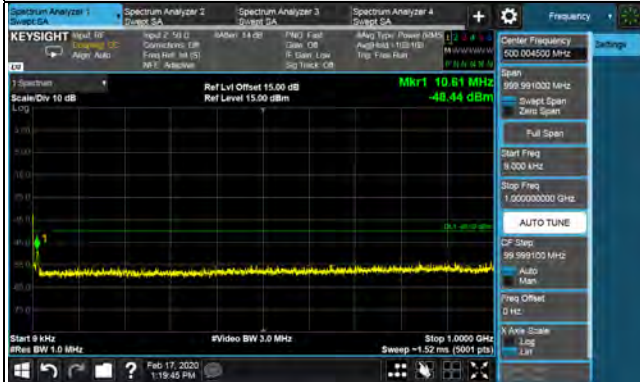 Spectrum Analyzer 1
Swept SA
Spectrum Analyzer 2
Swept SA
Spectrum Analyzer 3
Swept SA
Spectrum Analyzer 4
Swept SA
+
Frequency
KEYSIGHT Input: RF
Coupling: DC
Align: Auto
Input Z: 50 Ω
Corrections: Off
Freq Ref: Int (S)
NFE: Adaptive
#Atten: 14 dB
PNO: Fast
Gate: Off
IF Gain: Low
Sig Track: Off
#Avg Type: Power (RMS)
Trig: Free Run
1 Spectrum
Scale/Div 10 dB
Log
Ref Lvl Offset 15.00 dB
Ref Level 15.00 dBm
Mkr1 10.61 MHz
-48.44 dBm
1
Start 9 kHz
#Res BW 1.0 MHz
#Video BW 3.0 MHz
Stop 1.0000 GHz
Sweep ~1.52 ms (5001 pts)
Feb 17, 2020
1:19:45 PM
Center Frequency
500.004500 MHz
Settings
Span
999.991000 MHz
Swept Span
Zero Span
Full Span
Start Freq
9.000 kHz
Stop Freq
1.000000000 GHz
AUTO TUNE
CF Step
99.999100 MHz
Auto
Man
Freq Offset
0 Hz
X Axis Scale
Log
Lin